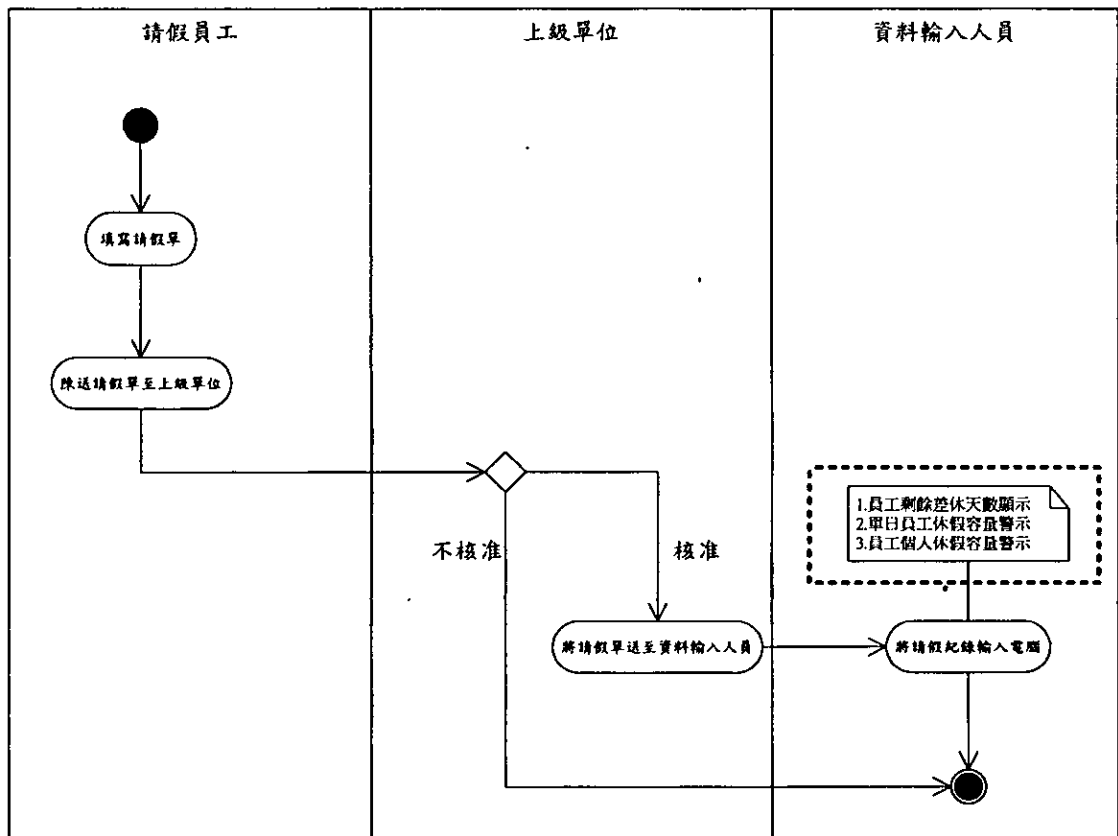 請假員工
上級單位
資料輸入人員
填寫請假單
陳送請假單至上級單位
不核准
核准
1.員工剩餘差休天數顯示
2.單日員工休假容量警示
3.員工個人休假容量警示
將請假單送至資料輸入人員
將請假紀錄輸入電腦